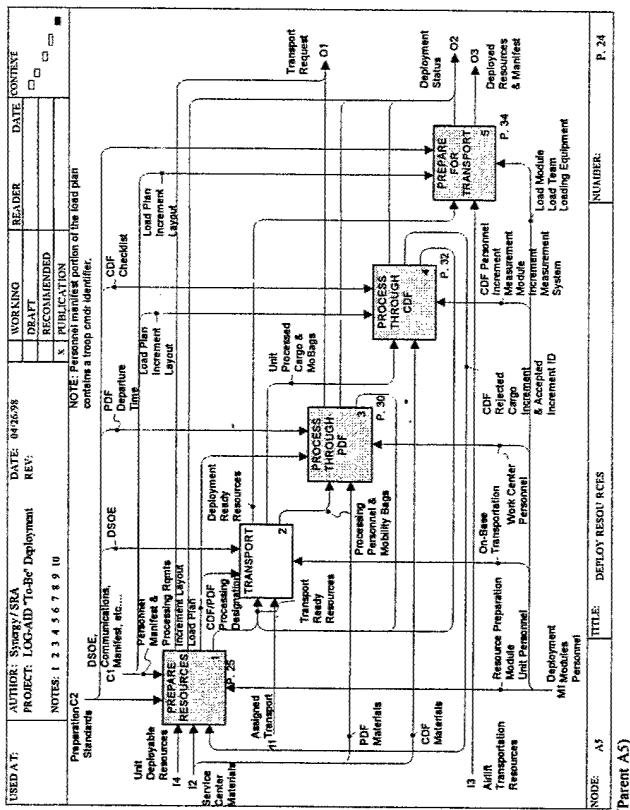 USED AT:
AUTHOR: Synergy/SRA
DATE: 04/26/98
PROJECT: LOG-AID "To-Be" Deployment
REV:
NOTES: 1 2 3 4 5 6 7 8 9 10
WORKING
DRAFT
RECOMMENDED
x PUBLICATION
READER
DATE
CONTEXT
NOTE: Personnel manifest portion of the load plan
contains a troop cmdr identifier.
Preparation
Standards
C2
DSOE,
Communications,
Manifest, etc...
C1
DSOE
PDF
Departure
Time
CDF
Checklist
Personnel
Manifest &
Processing Rqmts
Increment Layout
Load Plan
Load Plan
Increment
Layout
Load Plan
Increment
Layout
Transport
Request
O1
Unit
Deployable
Resources
I4
I2
Service
Center
Materials
PREPARE
RESOURCES
1
P. 25
CDF/PDF
Processing
Designation
Deployment
Ready
Resources
Assigned
Transport
I1
TRANSPORT
2
Transport
Ready
Resources
Unit
Processed
Cargo &
MoBags
PROCESS
THROUGH
PDF
3
P. 30
Processing
Personnel &
Mobility Bags
PROCESS
THROUGH
CDF
4
P. 32
PREPARE
FOR
TRANSPORT
5
P. 34
Deployment
Status
O2
O3
Deployed
Resources
& Manifest
PDF
Materials
CDF
Materials
CDF
Rejected
Cargo
Increment
& Accepted
Increment ID
CDF Personnel
Increment
Measurement
Module
Increment
Measurement
System
Load Module
Load Team
Loading Equipment
I3
Airlift
Transportation
Resources
Resource Preparation
Module
Unit Personnel
On-Base
Transportation
Work Center
Personnel
Deployment
Modules
Personnel
M1
NODE: A5
TITLE: DEPLOY RESOU RCES
NUMBER:
P. 24
Parent A5)